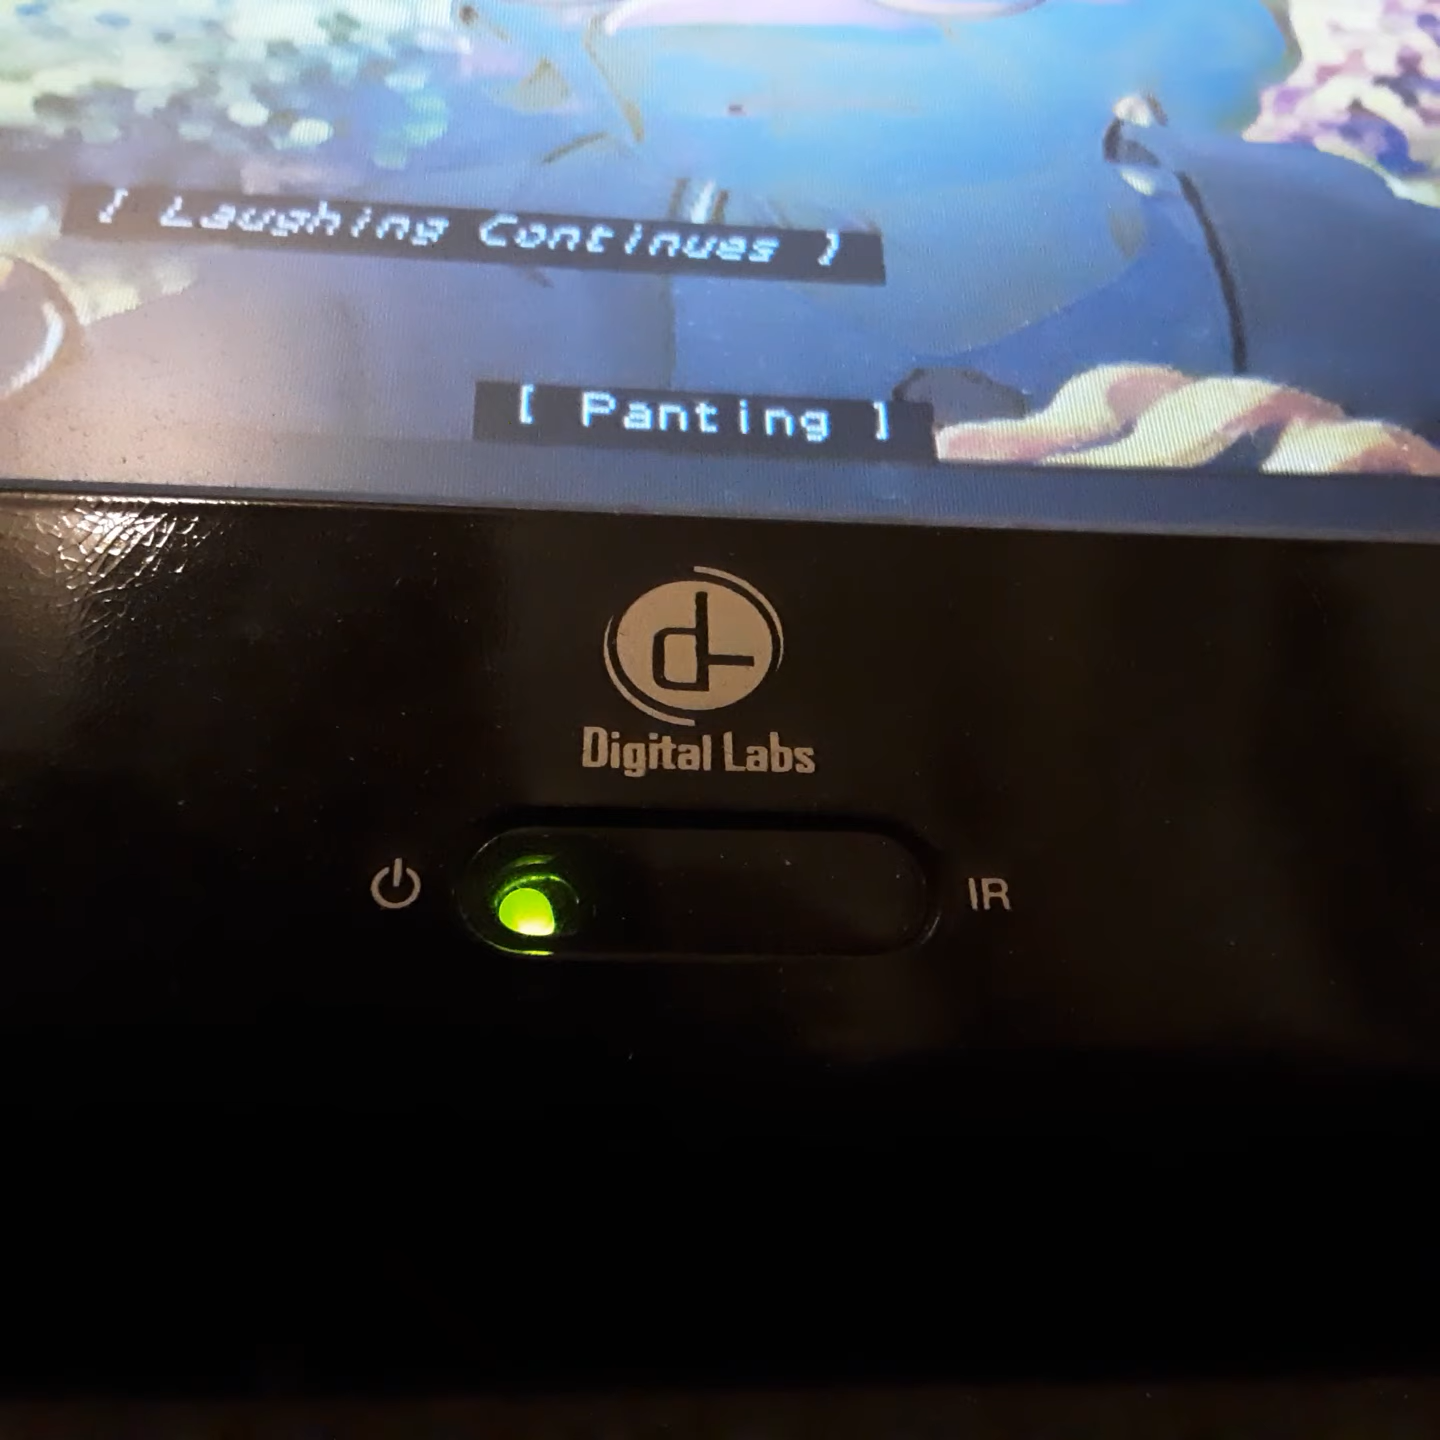 [ Laughing Continues ]
[ Panting ]
Digital Labs
IR